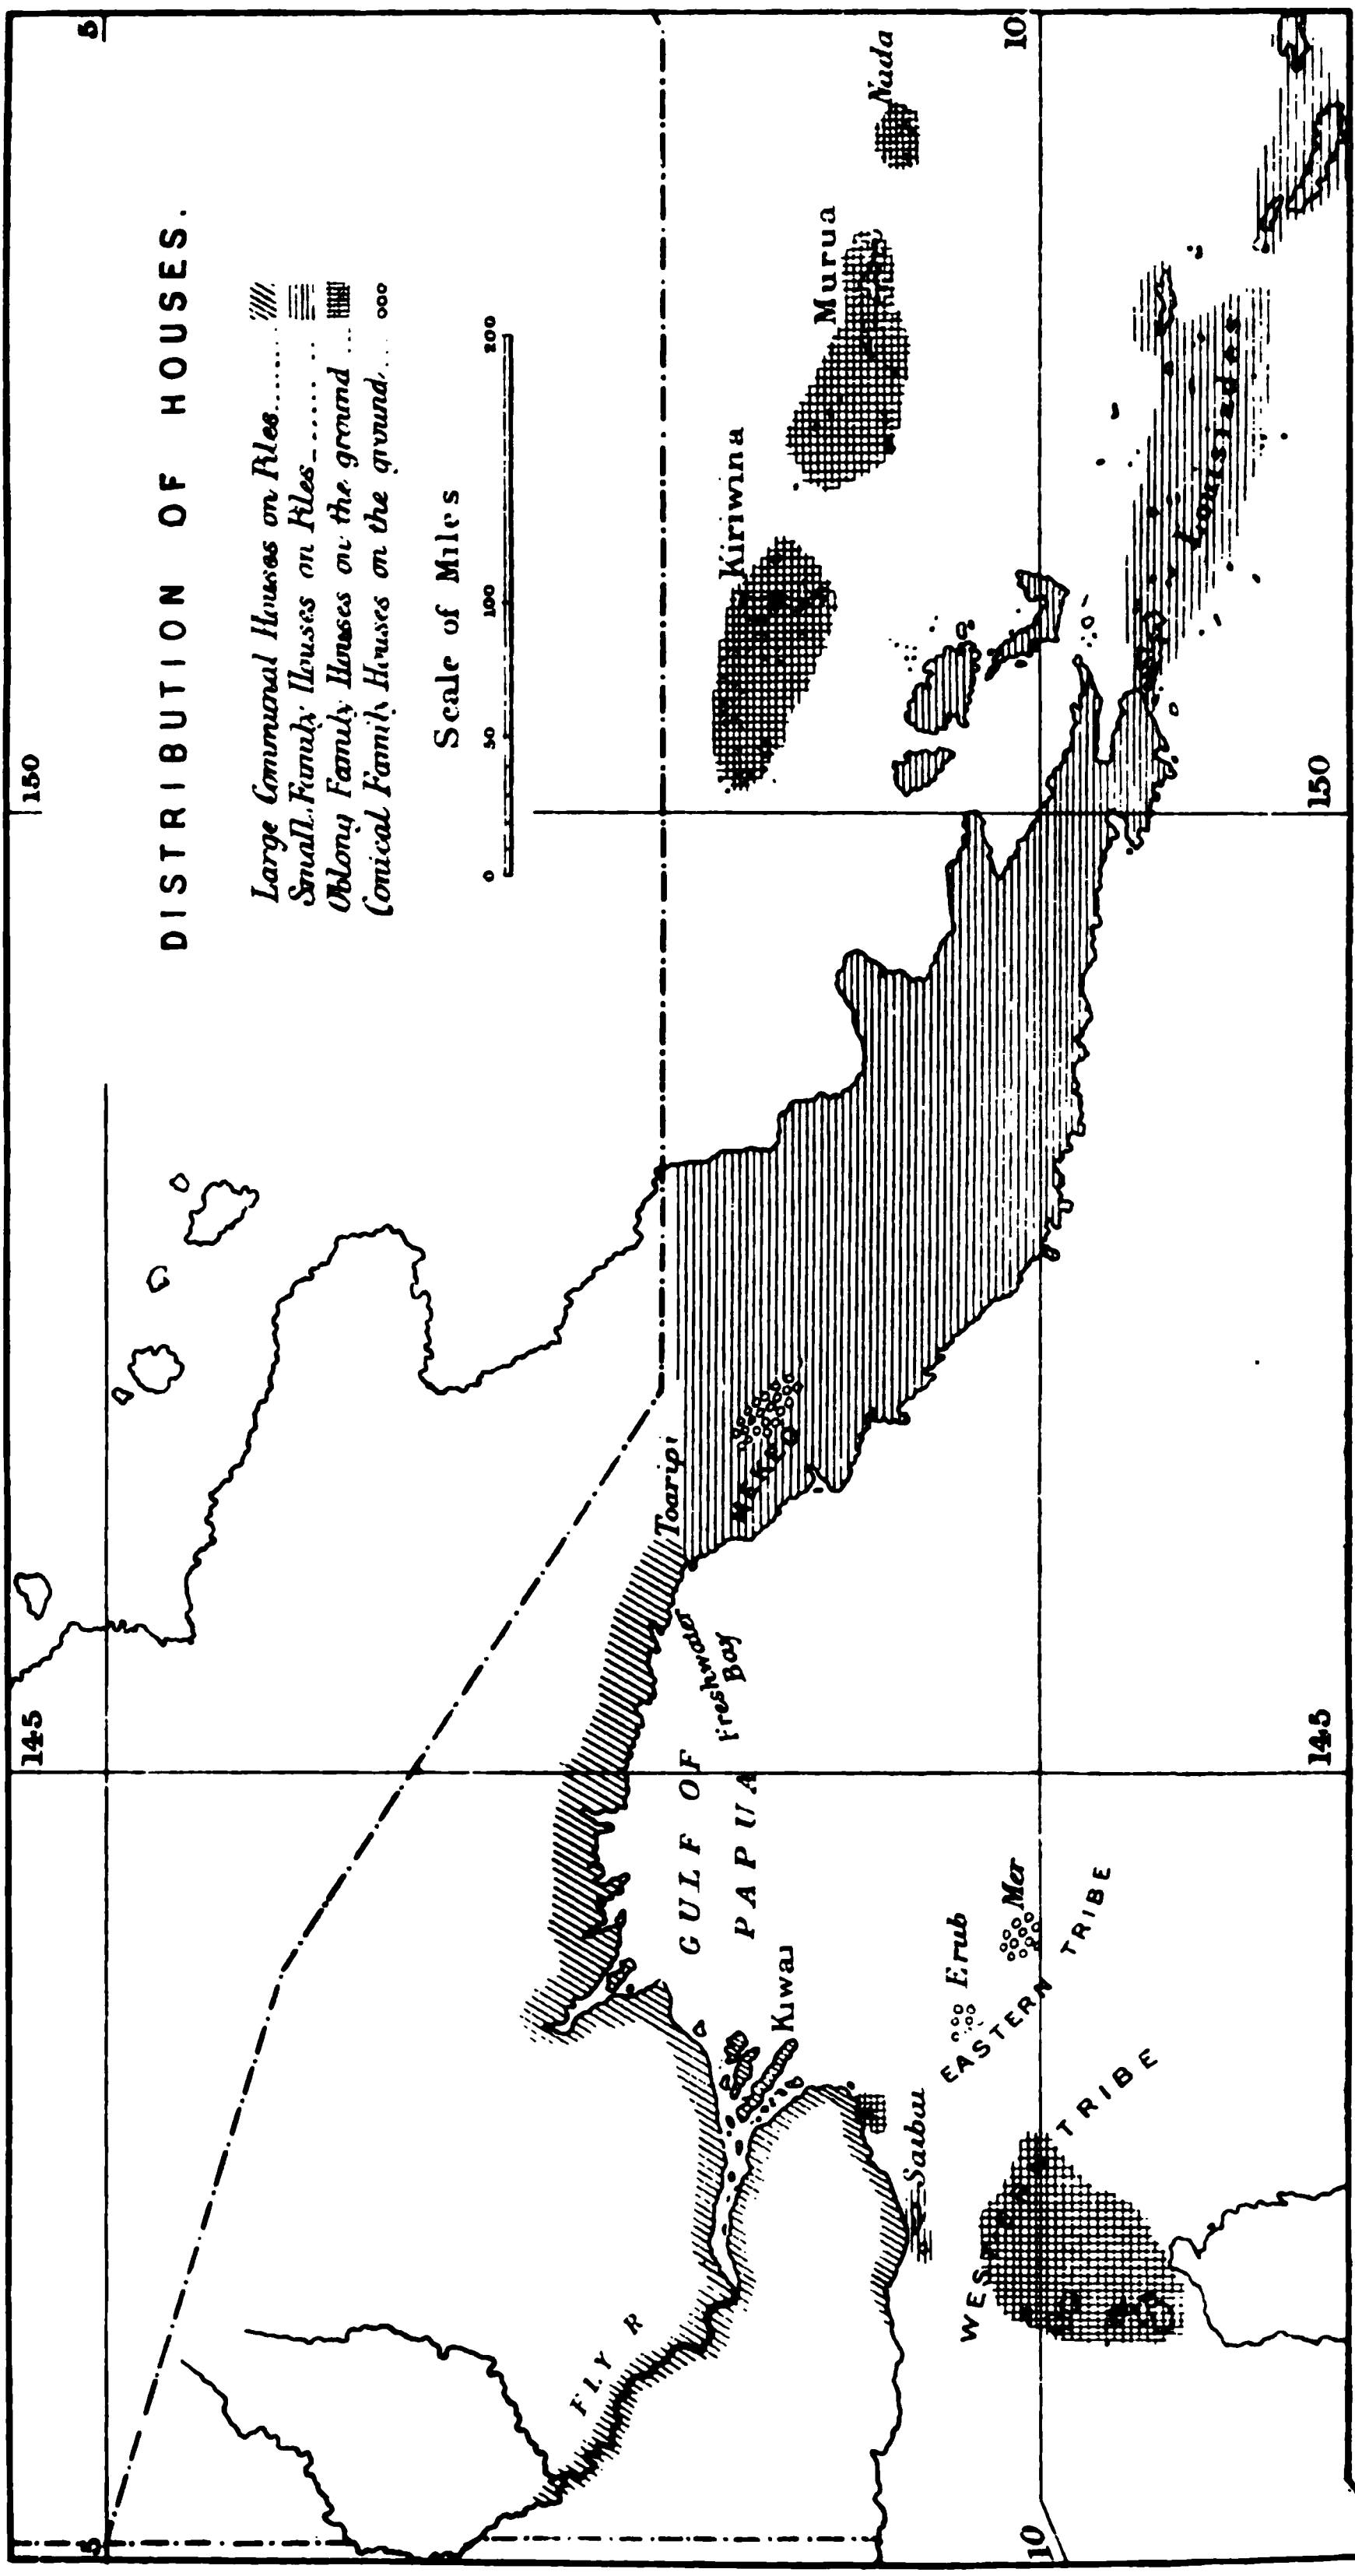 DISTRIBUTION OF HOUSES.
Large Communal Houses on Piles
Small Family Houses on Piles
Oblong Family Houses on the ground
Conical Family Houses on the ground
Scale of Miles
0 50 100 200
145
150
5
5
10
10
145
150
Kiriwina
Murua
Nada
Louisiades
Toaripi
MEKEO
Freshwater
Bay
GULF OF
PAPUA
Kiwai
FLY R
Saibai
Erub
Mer
EASTERN TRIBE
WESTERN TRIBE